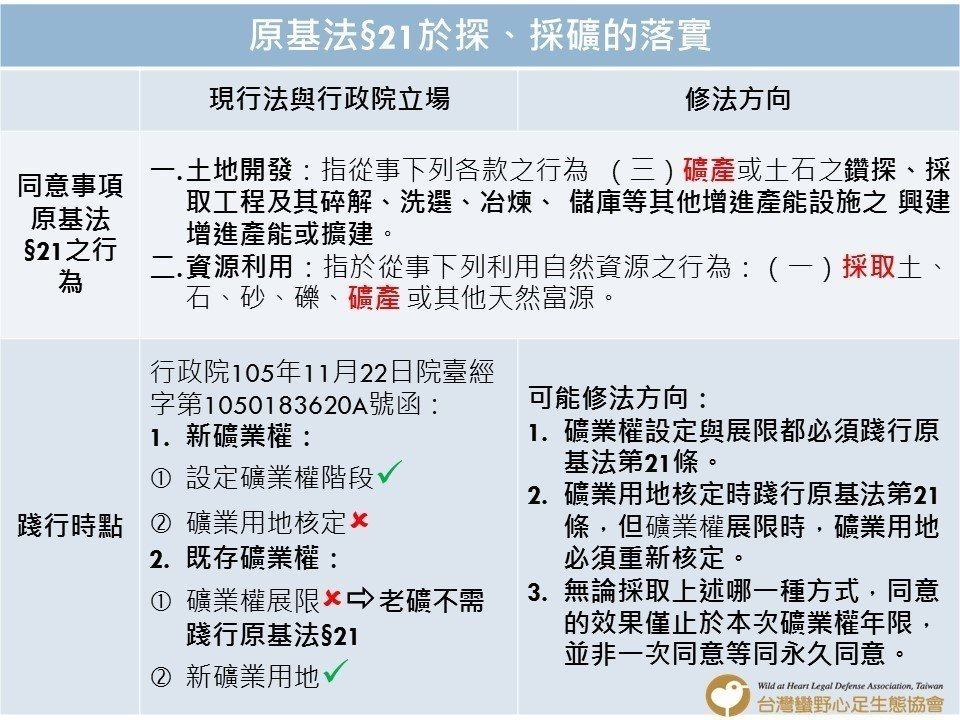 原基法§21於探、採礦的落實
現行法與行政院立場
修法方向
同意事項
原基法
§21之行
為
一.土地開發：指從事下列各款之行為 （三）礦產或土石之鑽探、採
取工程及其碎解、洗選、冶煉、 儲庫等其他增進產能設施之 興建
增進產能或擴建。
二.資源利用：指於從事下列利用自然資源之行為：（一）採取土、
石、砂、礫、礦產 或其他天然富源。
踐行時點
行政院105年11月22日院臺經
字第1050183620A號函：
1. 新礦業權：
① 設定礦業權階段✓
② 礦業用地核定✘
2. 既存礦業權：
① 礦業權展限✘⇨老礦不需
踐行原基法§21
② 新礦業用地✓
可能修法方向：
1. 礦業權設定與展限都必須踐行原
基法第21條。
2. 礦業用地核定時踐行原基法第21
條，但礦業權展限時，礦業用地
必須重新核定。
3. 無論採取上述哪一種方式，同意
的效果僅止於本次礦業權年限，
並非一次同意等同永久同意。
Wild at Heart Legal Defense Association, Taiwan
台灣蠻野心足生態協會